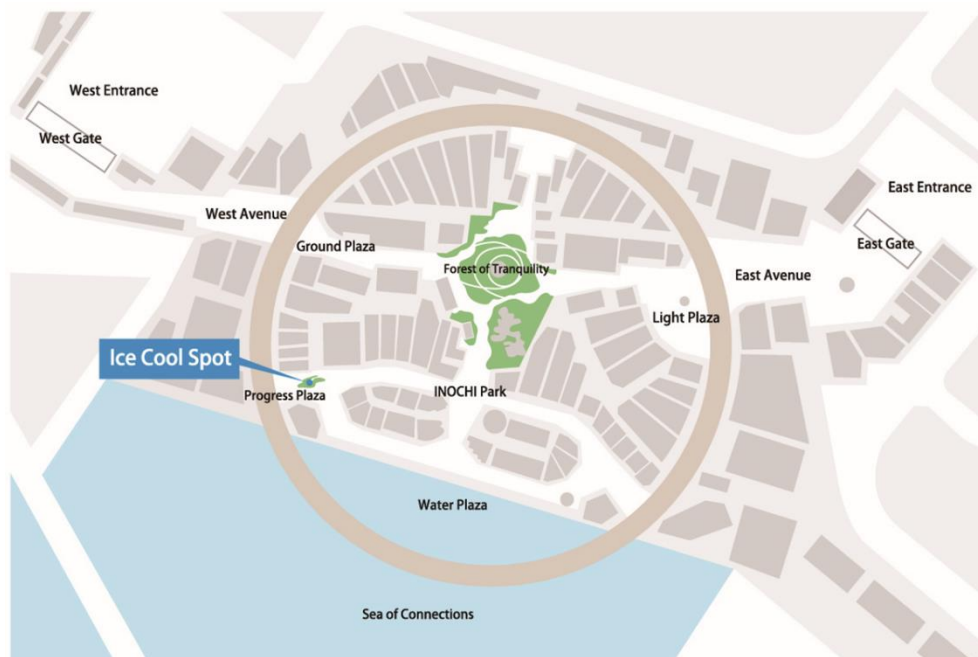 West Entrance
West Gate
East Entrance
West Avenue
Ground Plaza
East Gate
Forest of Tranquility
East Avenue
Light Plaza
Ice Cool Spot
Progress Plaza
INOCHI Park
Water Plaza
Sea of Connections